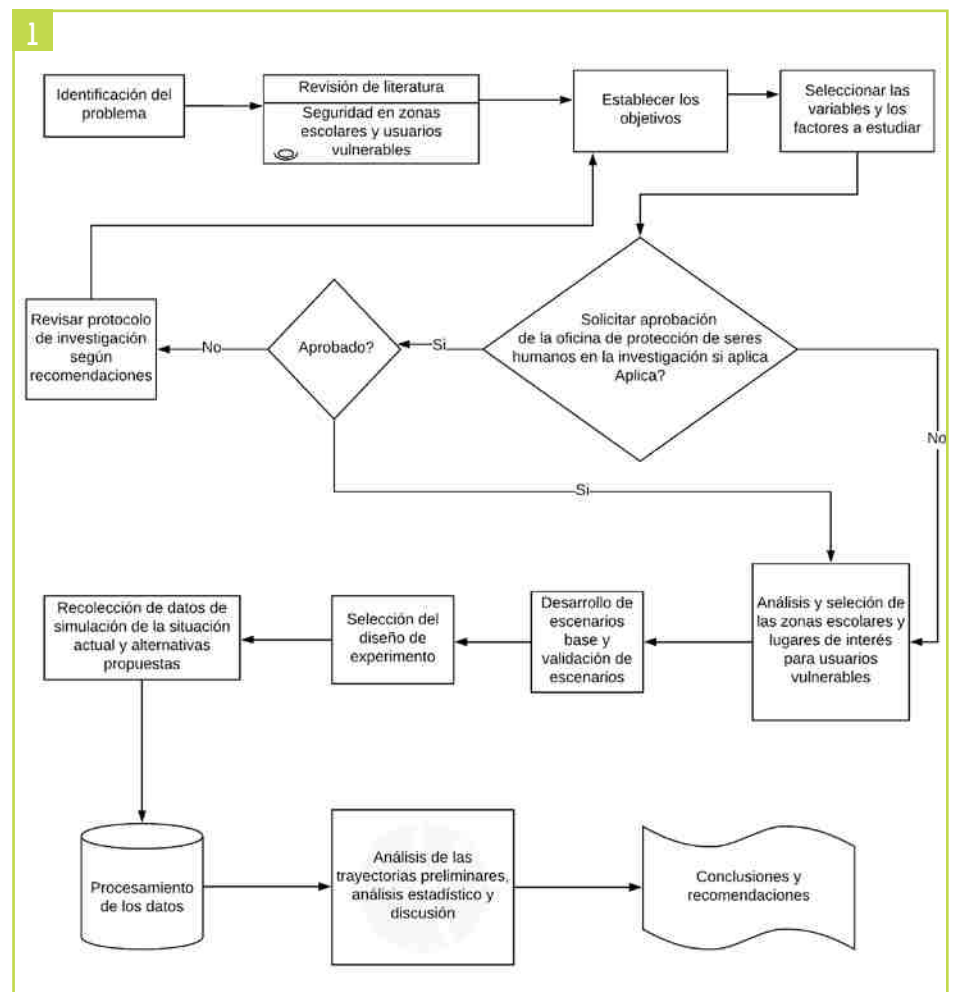 1
Identificación del
problema
Revisión de literatura
Seguridad en zonas
escolares y usuarios
vulnerables
Establecer los
objetivos
Seleccionar las
variables y los
factores a estudiar
Solicitar aprobación
de la oficina de protección de seres
humanos en la investigación si aplica
Aplica?
Si
Aprobado?
No
Revisar protocolo
de investigación
según
recomendaciones
No
Si
Análisis y seleción de
las zonas escolares y
lugares de interés
para usuarios
vulnerables
Desarrollo de
escenarios
base y
validación de
escenarios
Selección del
diseño de
experimento
Recolección de datos de
simulación de la situación
actual y alternativas
propuestas
Procesamiento
de los datos
Análisis de las
trayectorias preliminares,
análisis estadístico y
discusión
Conclusiones y
recomendaciones